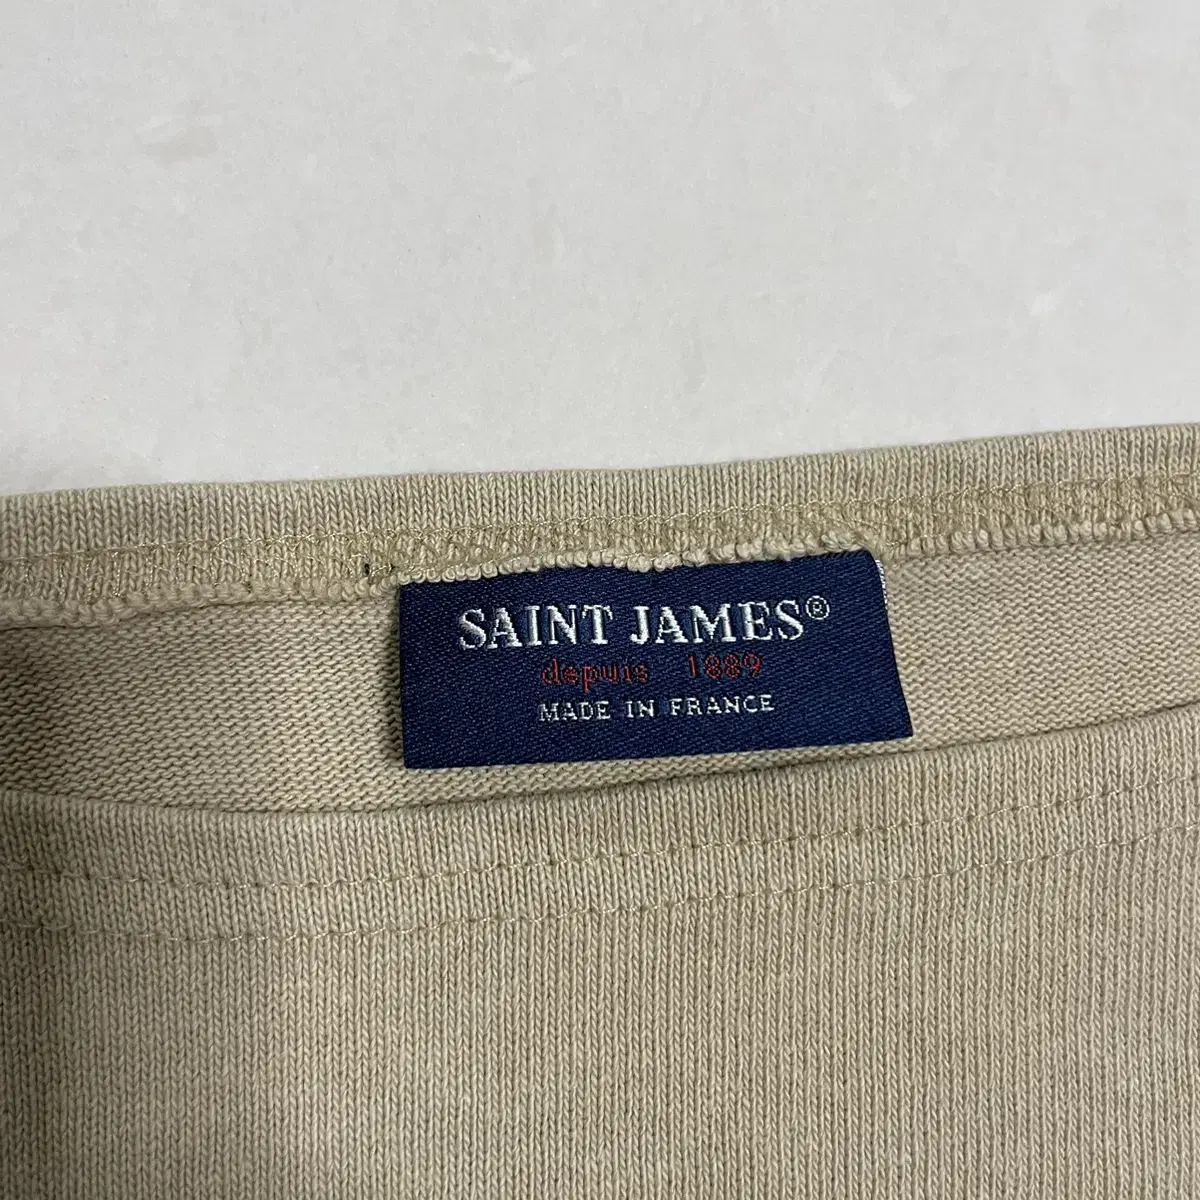 SAINT JAMES®
depuis 1889
MADE IN FRANCE